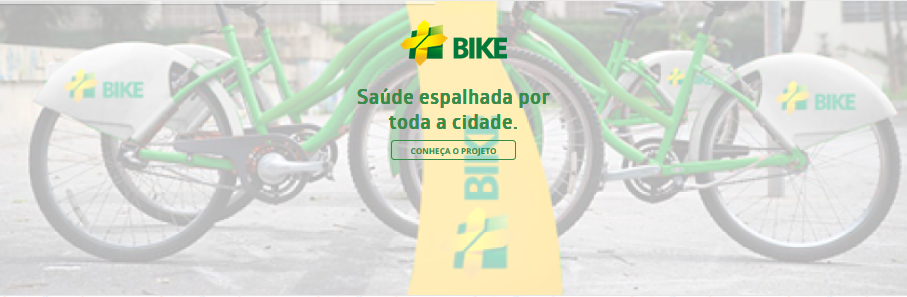 BIKE
Saúde espalhada por
toda a cidade.
CONHEÇA O PROJETO
BIKE
BIKE
BIKE